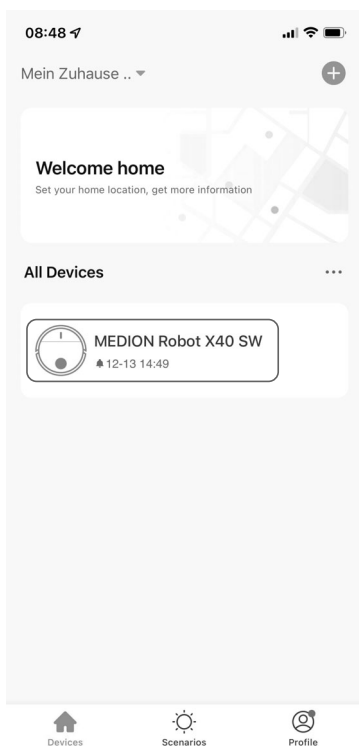 08:48
Mein Zuhause ..
Welcome home
Set your home location, get more information
All Devices
MEDION Robot X40 SW
12-13 14:49
Devices
Scenarios
Profile